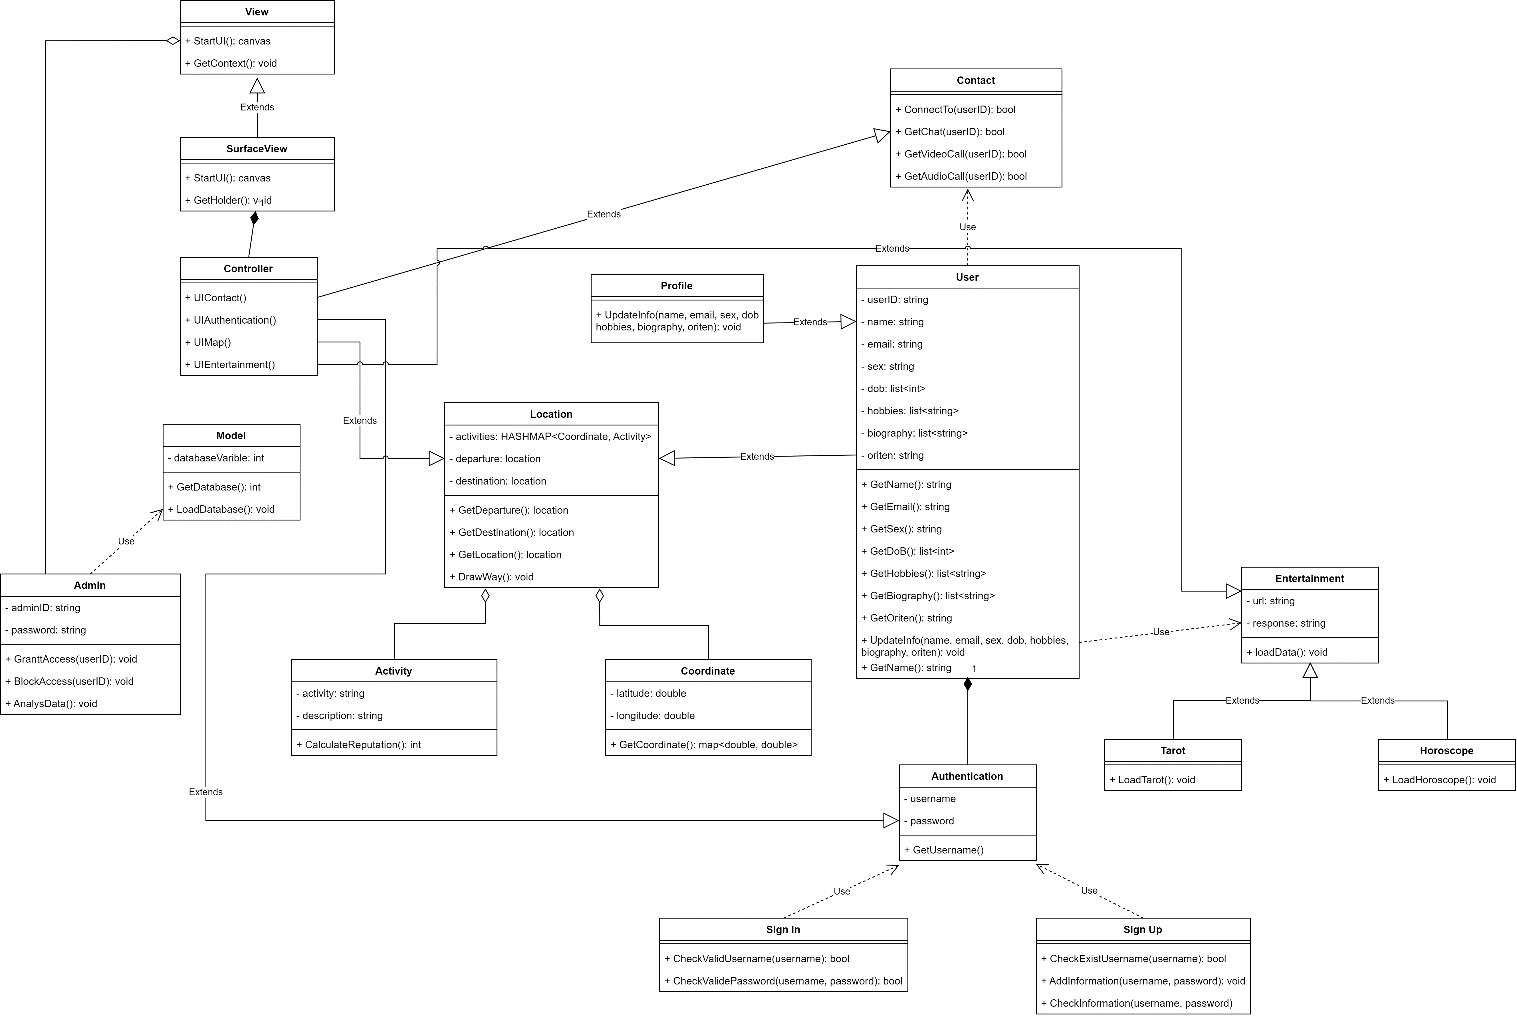 View
+ StartUI(): canvas
+ GetContext(): void
Extends
SurfaceView
+ StartUI(): canvas
+ GetHolder(): void
1
Controller
+ UIContact()
+ UIAuthentication()
+ UIMap()
+ UIEntertainment()
Contact
+ ConnectTo(userID): bool
+ GetChat(userID): bool
+ GetVideoCall(userID): bool
+ GetAudioCall(userID): bool
Extends
Use
Extends
Profile
+ UpdateInfo(name, email, sex, dob
hobbies, biography, oriten): void
Extends
User
- userID: string
- name: string
- email: string
- sex: string
- dob: list<int>
- hobbies: list<string>
- biography: list<string>
- oriten: string
+ GetName(): string
+ GetEmail(): string
+ GetSex(): string
+ GetDoB(): list<int>
+ GetHobbies(): list<string>
+ GetBiography(): list<string>
+ GetOriten(): string
+ UpdateInfo(name, email, sex, dob, hobbies,
biography, oriten): void
+ GetName(): string
1
Extends
Extends
Location
- activities: HASHMAP<Coordinate, Activity>
- departure: location
- destination: location
+ GetDeparture(): location
+ GetDestination(): location
+ GetLocation(): location
+ DrawWay(): void
Model
- databaseVarible: int
+ GetDatabase(): int
+ LoadDatabase(): void
Use
Admin
- adminID: string
- password: string
+ GranttAccess(userID): void
+ BlockAccess(userID): void
+ AnalysData(): void
Activity
- activity: string
- description: string
+ CalculateReputation(): int
Coordinate
- latitude: double
- longitude: double
+ GetCoordinate(): map<double, double>
Use
Entertainment
- url: string
- response: string
+ loadData(): void
Extends
Extends
Tarot
+ LoadTarot(): void
Horoscope
+ LoadHoroscope(): void
Extends
Authentication
- username
- password
+ GetUsername()
Use
Use
Sign In
+ CheckValidUsername(username): bool
+ CheckValidePassword(username, password): bool
Sign Up
+ CheckExistUsername(username): bool
+ AddInformation(username, password): void
+ CheckInformation(username, password)